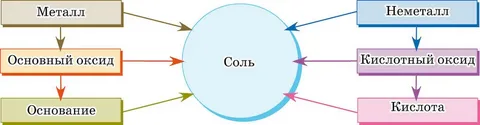 Металл
Неметалл
Основный оксид
Соль
Кислотный оксид
Основание
Кислота